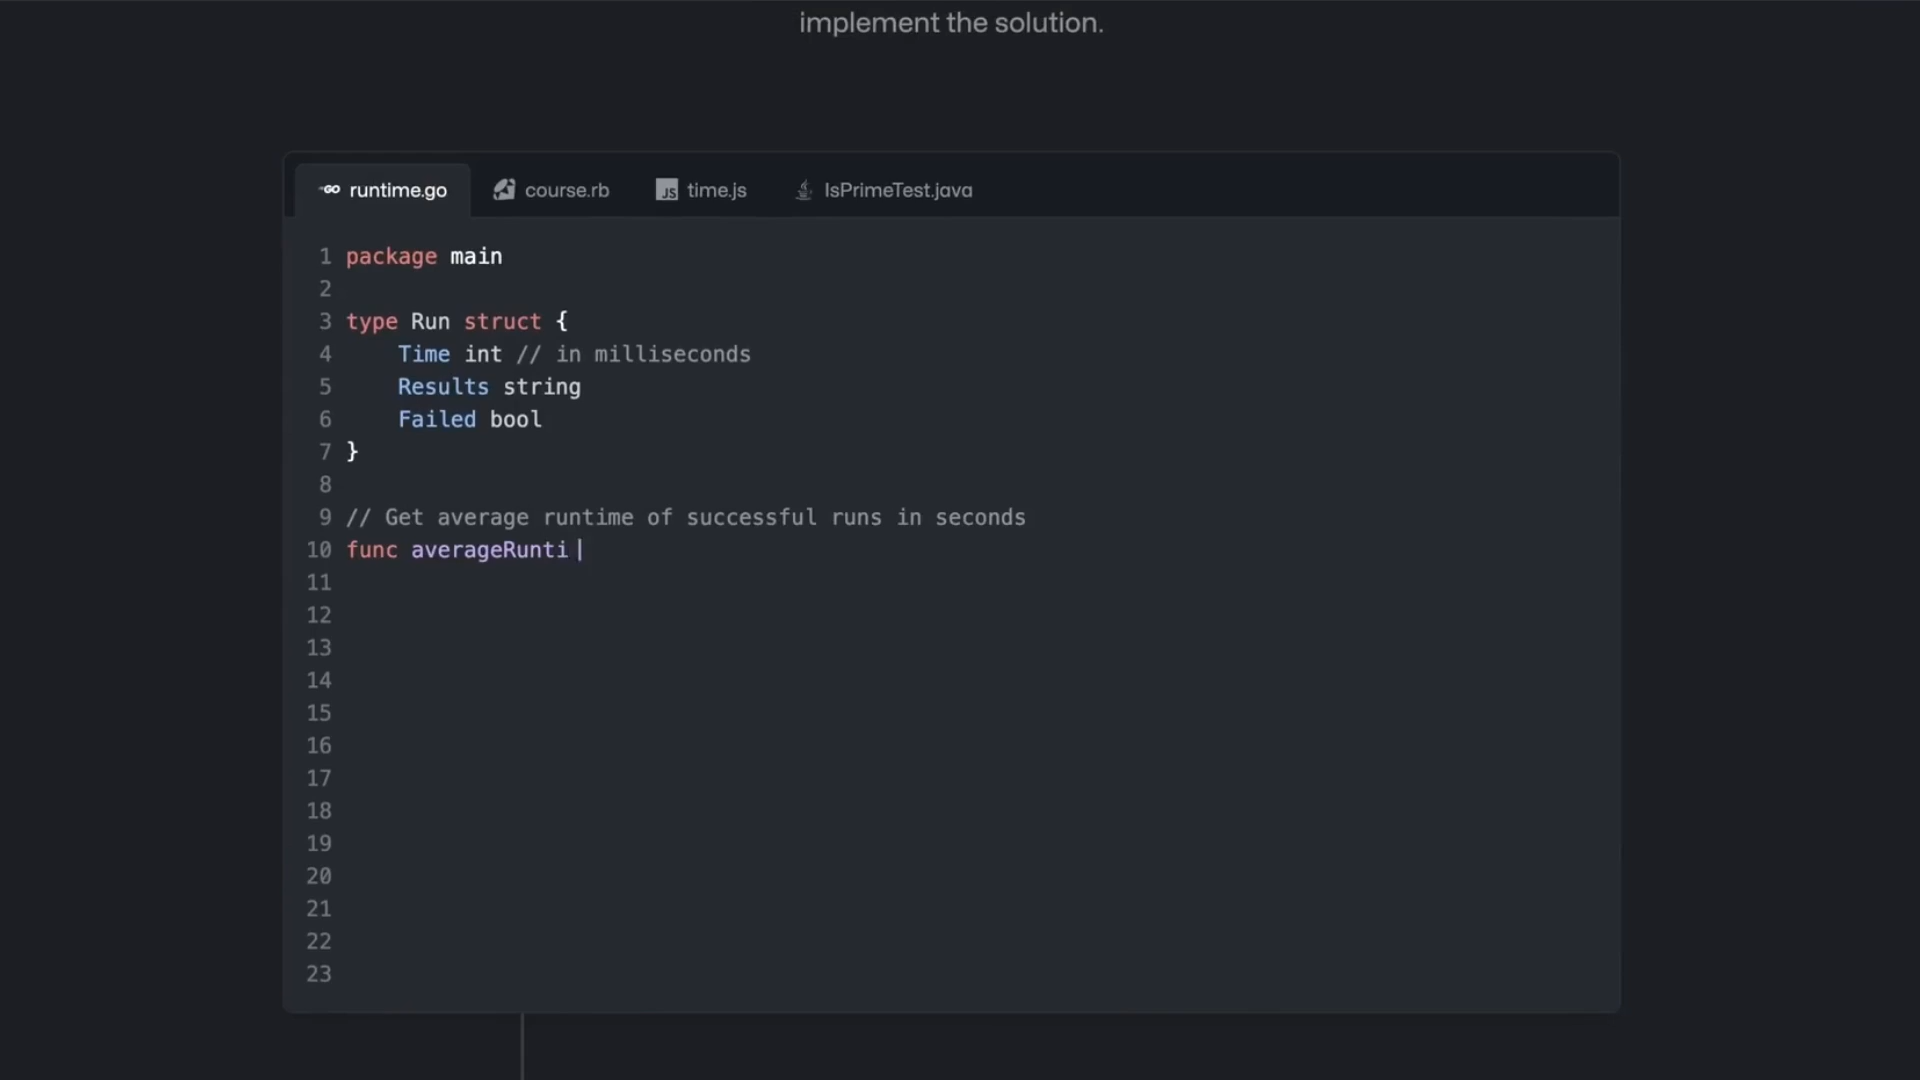 implement the solution.
GO runtime.go course.rb JS time.js IsPrimeTest.java
1 package main
2
3 type Run struct {
4     Time int // in milliseconds
5     Results string
6     Failed bool
7 }
8
9 // Get average runtime of successful runs in seconds
10 func averageRunti
11
12
13
14
15
16
17
18
19
20
21
22
23